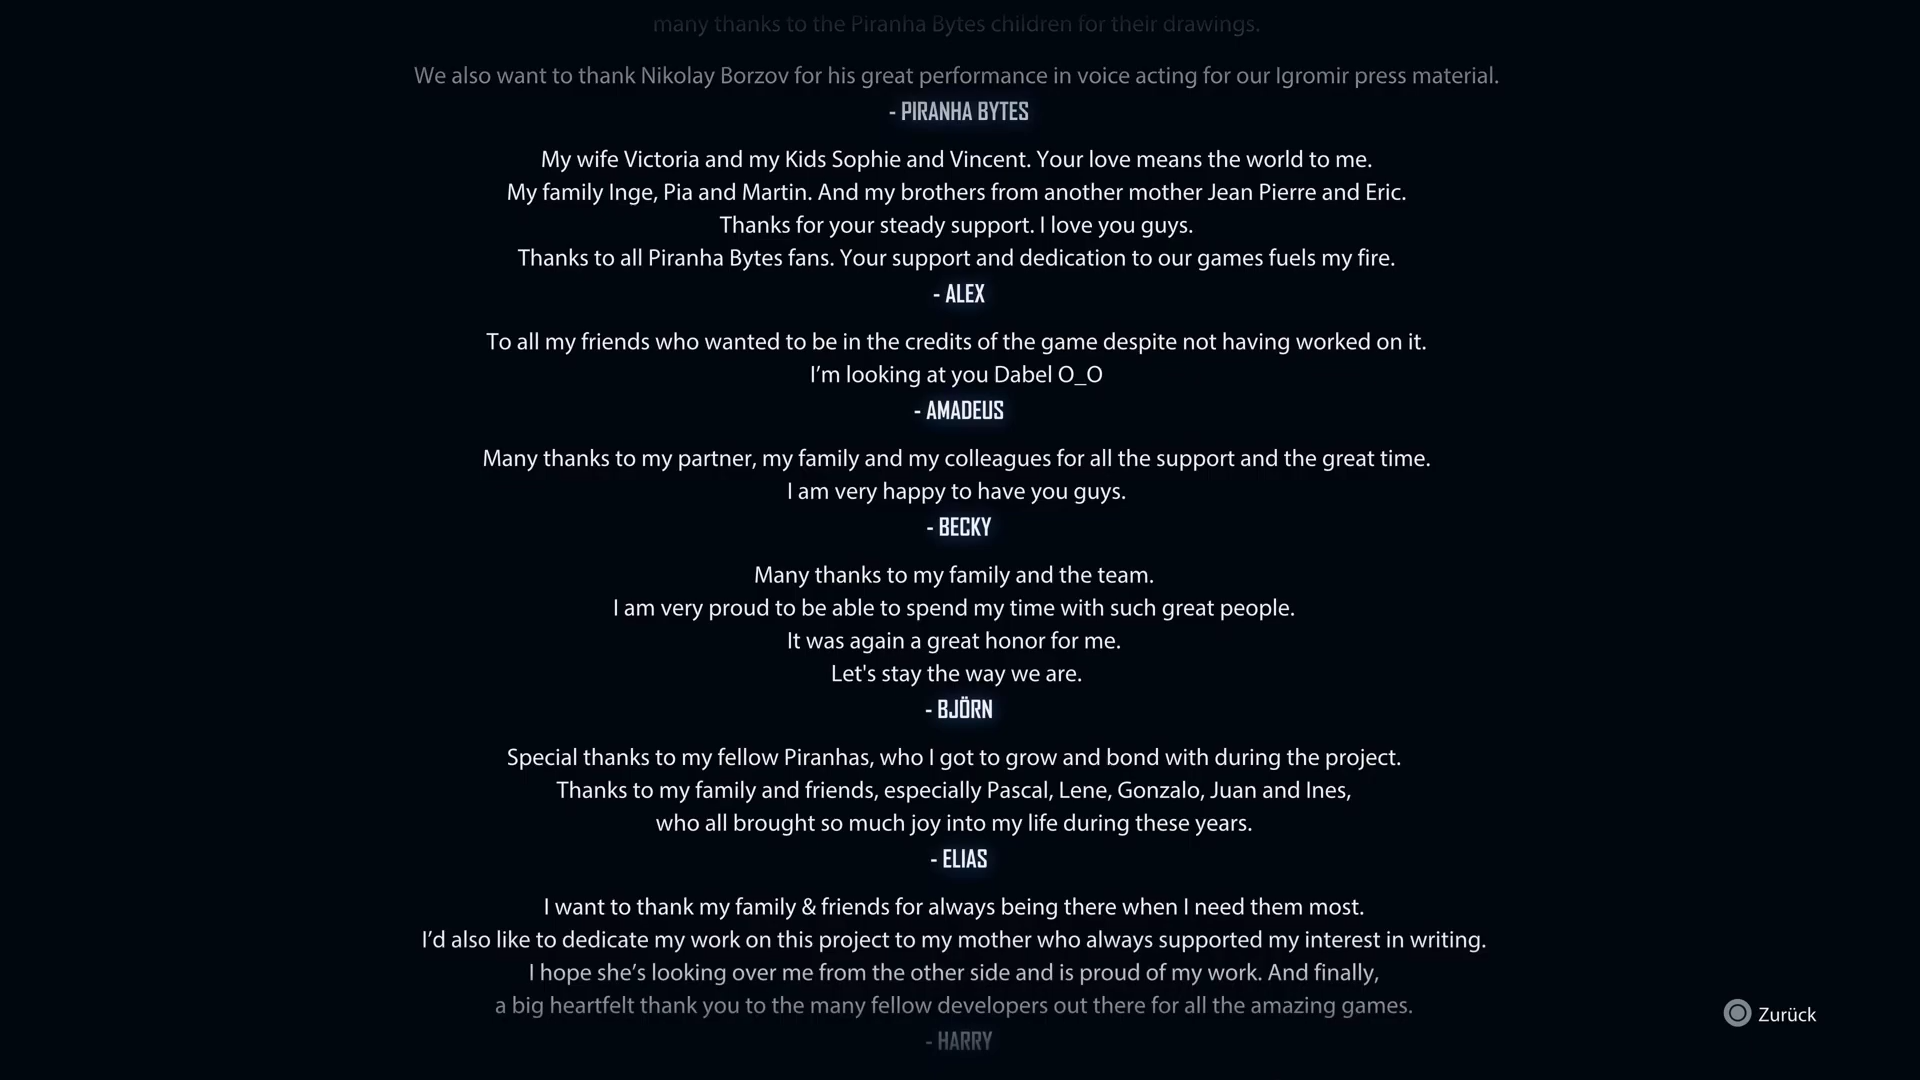 many thanks to the Piranha Bytes children for their drawings.
We also want to thank Nikolay Borzov for his great performance in voice acting for our Igromir press material.
- PIRANHA BYTES
My wife Victoria and my Kids Sophie and Vincent. Your love means the world to me.
My family Inge, Pia and Martin. And my brothers from another mother Jean Pierre and Eric.
Thanks for your steady support. I love you guys.
Thanks to all Piranha Bytes fans. Your support and dedication to our games fuels my fire.
- ALEX
To all my friends who wanted to be in the credits of the game despite not having worked on it.
I’m looking at you Dabel O_O
- AMADEUS
Many thanks to my partner, my family and my colleagues for all the support and the great time.
I am very happy to have you guys.
- BECKY
Many thanks to my family and the team.
I am very proud to be able to spend my time with such great people.
It was again a great honor for me.
Let's stay the way we are.
- BJÖRN
Special thanks to my fellow Piranhas, who I got to grow and bond with during the project.
Thanks to my family and friends, especially Pascal, Lene, Gonzalo, Juan and Ines,
who all brought so much joy into my life during these years.
- ELIAS
I want to thank my family & friends for always being there when I need them most.
I’d also like to dedicate my work on this project to my mother who always supported my interest in writing.
I hope she’s looking over me from the other side and is proud of my work. And finally,
a big heartfelt thank you to the many fellow developers out there for all the amazing games.
- HARRY
Zurück